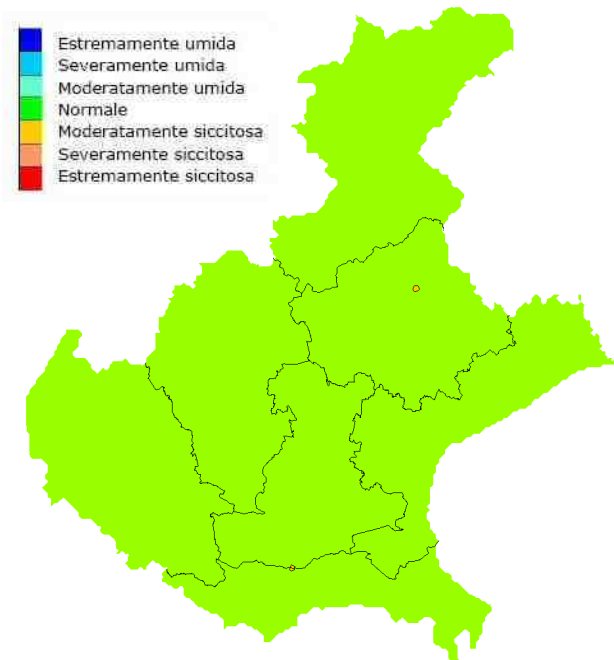 Estremamente umida
Severamente umida
Moderatamente umida
Normale
Moderatamente siccitosa
Severamente siccitosa
Estremamente siccitosa